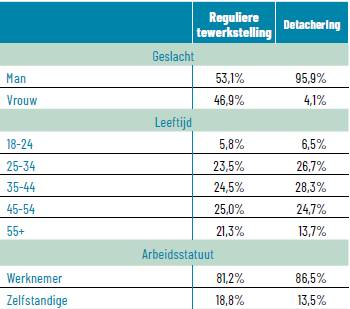 Reguliere tewerkstelling Detachering
Geslacht
Man 53,1% 95,9%
Vrouw 46,9% 4,1%
Leeftijd
18-24 5,8% 6,5%
25-34 23,5% 26,7%
35-44 24,5% 28,3%
45-54 25,0% 24,7%
55+ 21,3% 13,7%
Arbeidsstatuut
Werknemer 81,2% 86,5%
Zelfstandige 18,8% 13,5%